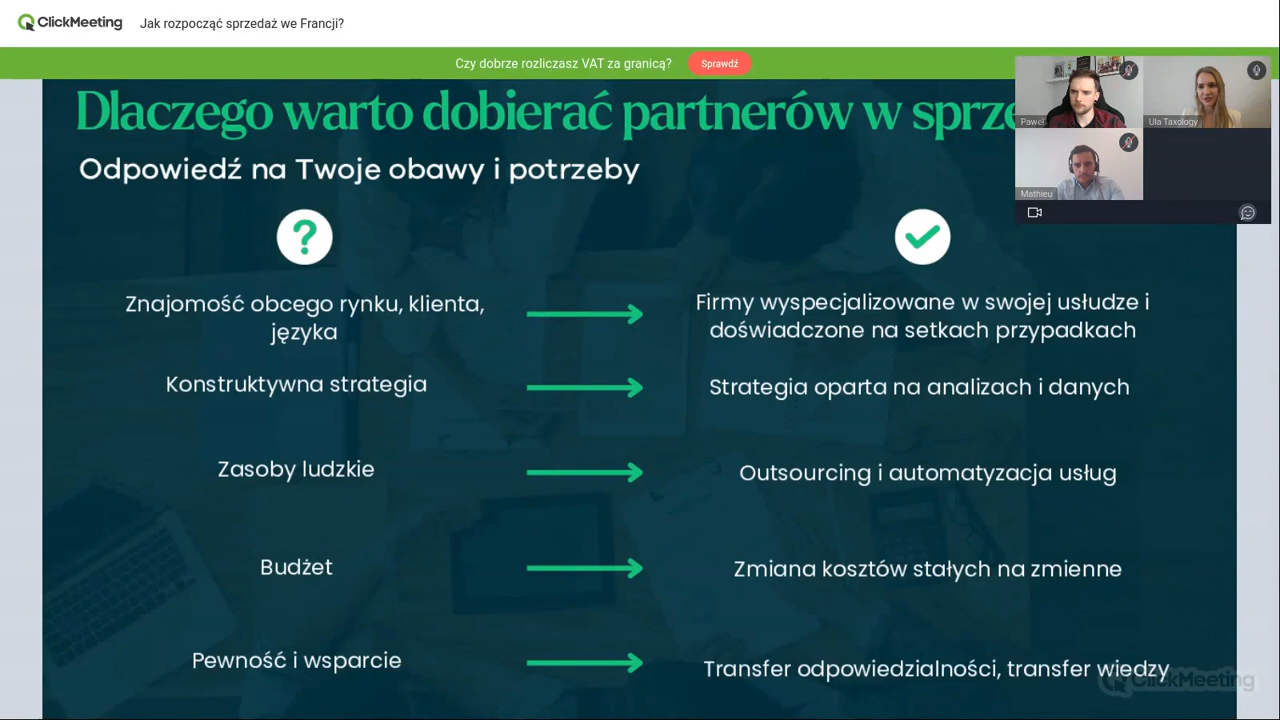 ClickMeeting Jak rozpocząć sprzedaż we Francji?
Czy dobrze rozliczasz VAT za granicą? Sprawdź
Dlaczego warto dobierać partnerów w
Odpowiedź na Twoje obawy i potrzeby
Paweł
Ula Taxology
Mathieu
?
Znajomość obcego rynku, klienta,
języka
Firmy wyspecjalizowane w swojej usłudze i
doświadczone na setkach przypadkach
Konstruktywna strategia
Strategia oparta na analizach i danych
Zasoby ludzkie
Outsourcing i automatyzacja usług
Budżet
Zmiana kosztów stałych na zmienne
Pewność i wsparcie
Transfer odpowiedzialności, transfer wiedzy
ClickMeeting